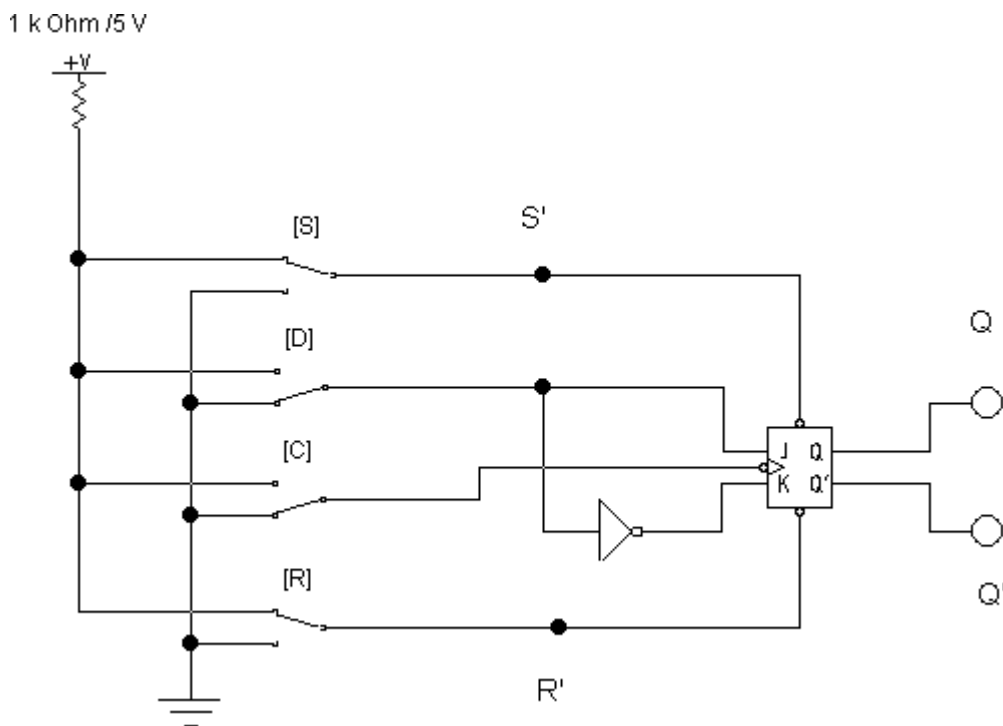 1 k Ohm /5 V
+V
[S]
S'
[D]
Q
[C]
J Q
K Q'
[R]
Q'
R'